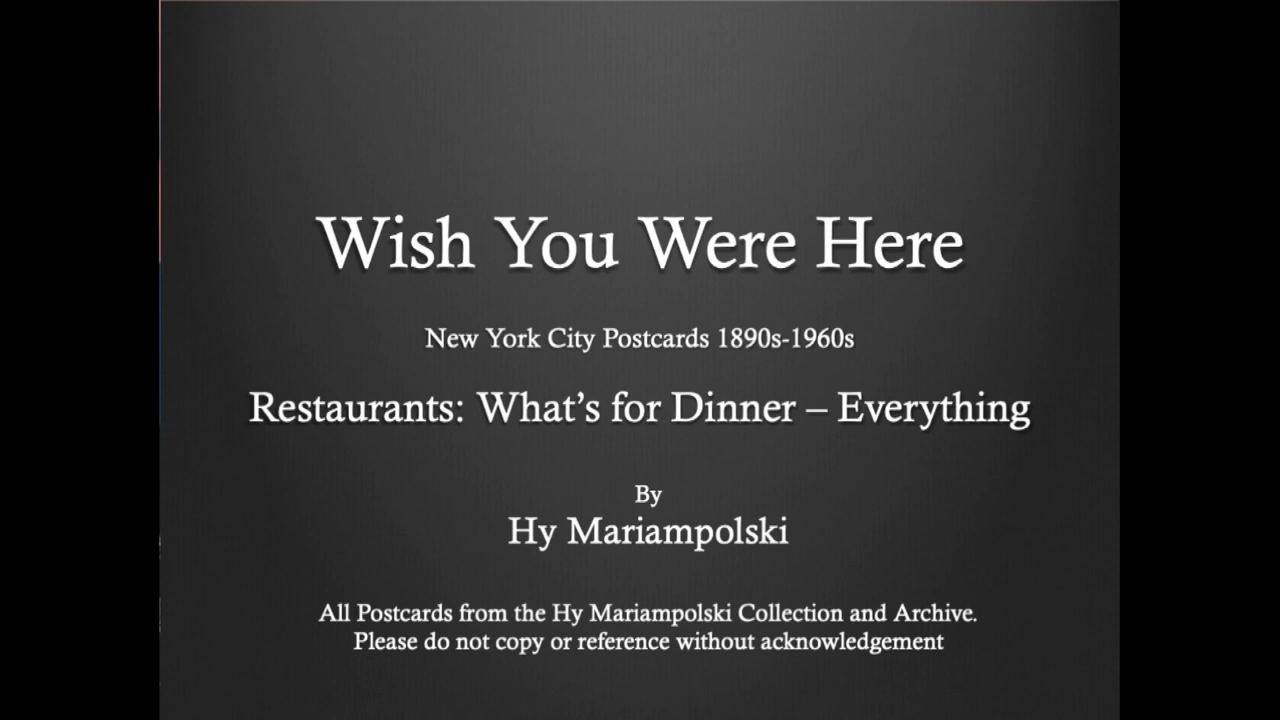 Wish You Were Here
New York City Postcards 1890s-1960s
Restaurants: What’s for Dinner – Everything
By
Hy Mariampolski
All Postcards from the Hy Mariampolski Collection and Archive.
Please do not copy or reference without acknowledgement